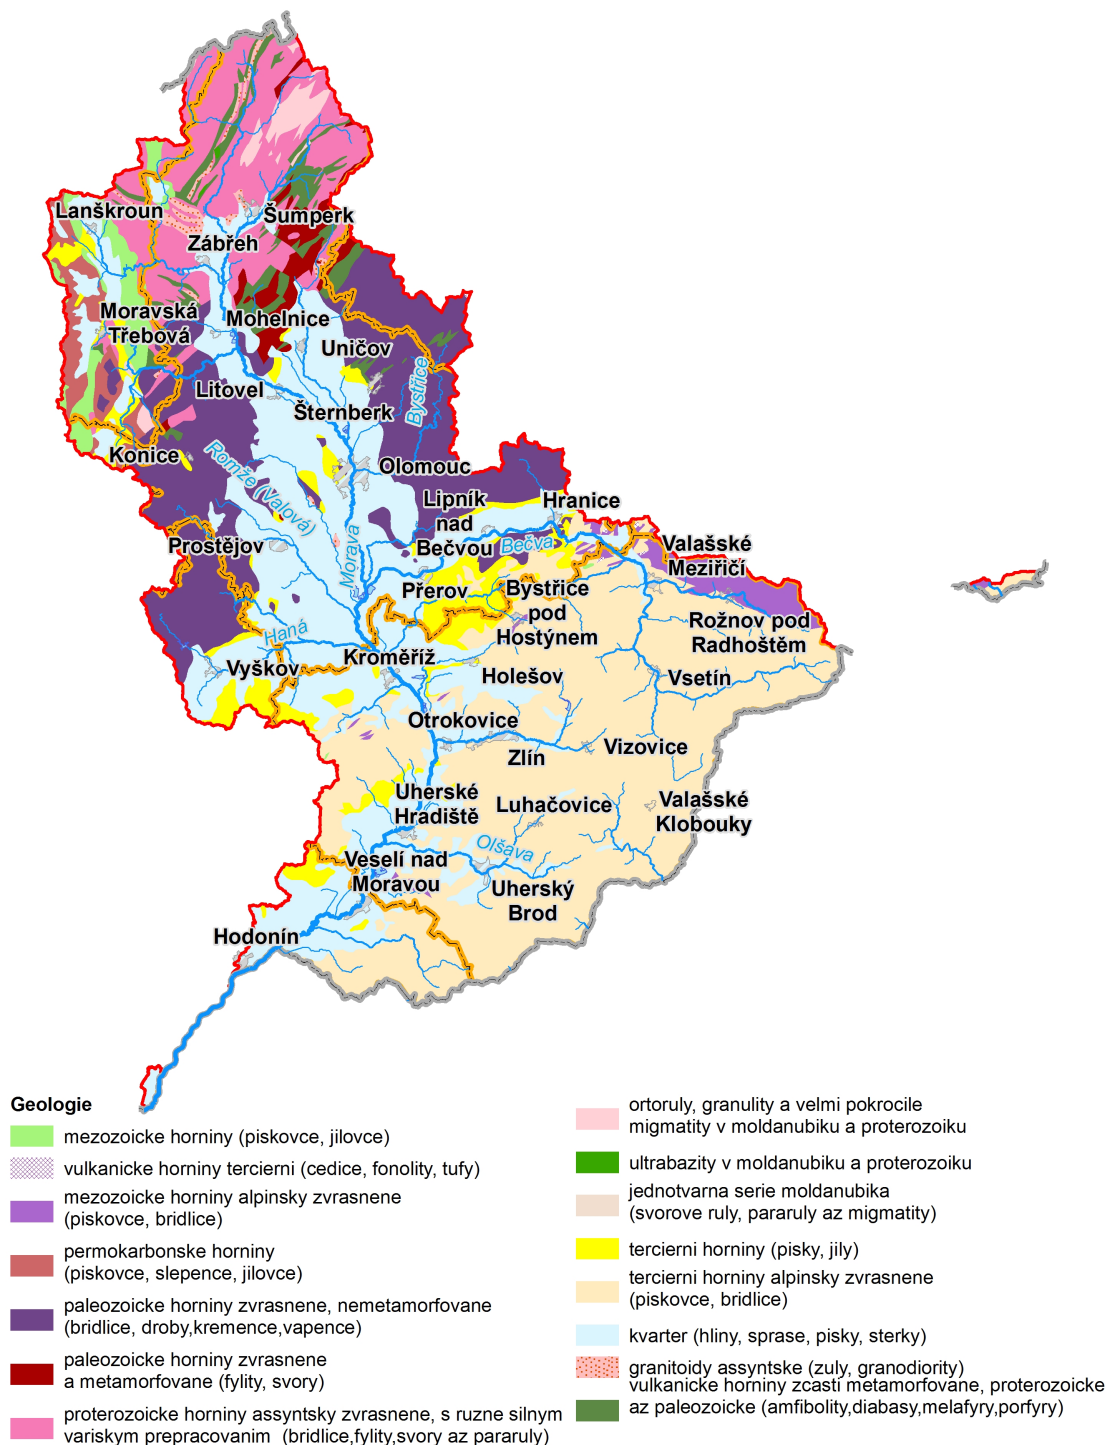 Lanškroun
Šumperk
Zábřeh
Moravská
Třebová
Mohelnice
Uničov
Bystřice
Litovel
Šternberk
Konice
Romže (Valová)
Olomouc
Lipník
nad
Bečvou
Hranice
Prostějov
Morava
Bečva
Valašské
Meziříčí
Přerov
Bystřice
pod
Hostýnem
Rožnov pod
Radhoštěm
Haná
Kroměříž
Vyškov
Holešov
Vsetín
Otrokovice
Zlín
Vizovice
Uherské
Hradiště
Luhačovice
Valašské
Klobouky
Olšava
Veselí nad
Moravou
Uherský
Brod
Hodonín
Geologie
mezozoicke horniny (piskovce, jilovce)
vulkanicke horniny tercierni (cedice, fonolity, tufy)
mezozoicke horniny alpinsky zvrasnene
(piskovce, bridlice)
permokarbonske horniny
(piskovce, slepence, jilovce)
paleozoicke horniny zvrasnene, nemetamorfovane
(bridlice, droby,kremence,vapence)
paleozoicke horniny zvrasnene
a metamorfovane (fylity, svory)
proterozoicke horniny assyntsky zvrasnene, s ruzne silnym
variskym prepracovanim (bridlice,fylity,svory az pararuly)
ortoruly, granulity a velmi pokrocile
migmatity v moldanubiku a proterozoiku
ultrabazity v moldanubiku a proterozoiku
jednotvarna serie moldanubika
(svorove ruly, pararuly az migmatity)
tercierni horniny (pisky, jily)
tercierni horniny alpinsky zvrasnene
(piskovce, bridlice)
kvarter (hliny, sprase, pisky, sterky)
granitoidy assyntske (zuly, granodiority)
vulkanicke horniny zcasti metamorfovane, proterozoicke
az paleozoicke (amfibolity,diabasy,melafyry,porfyry)